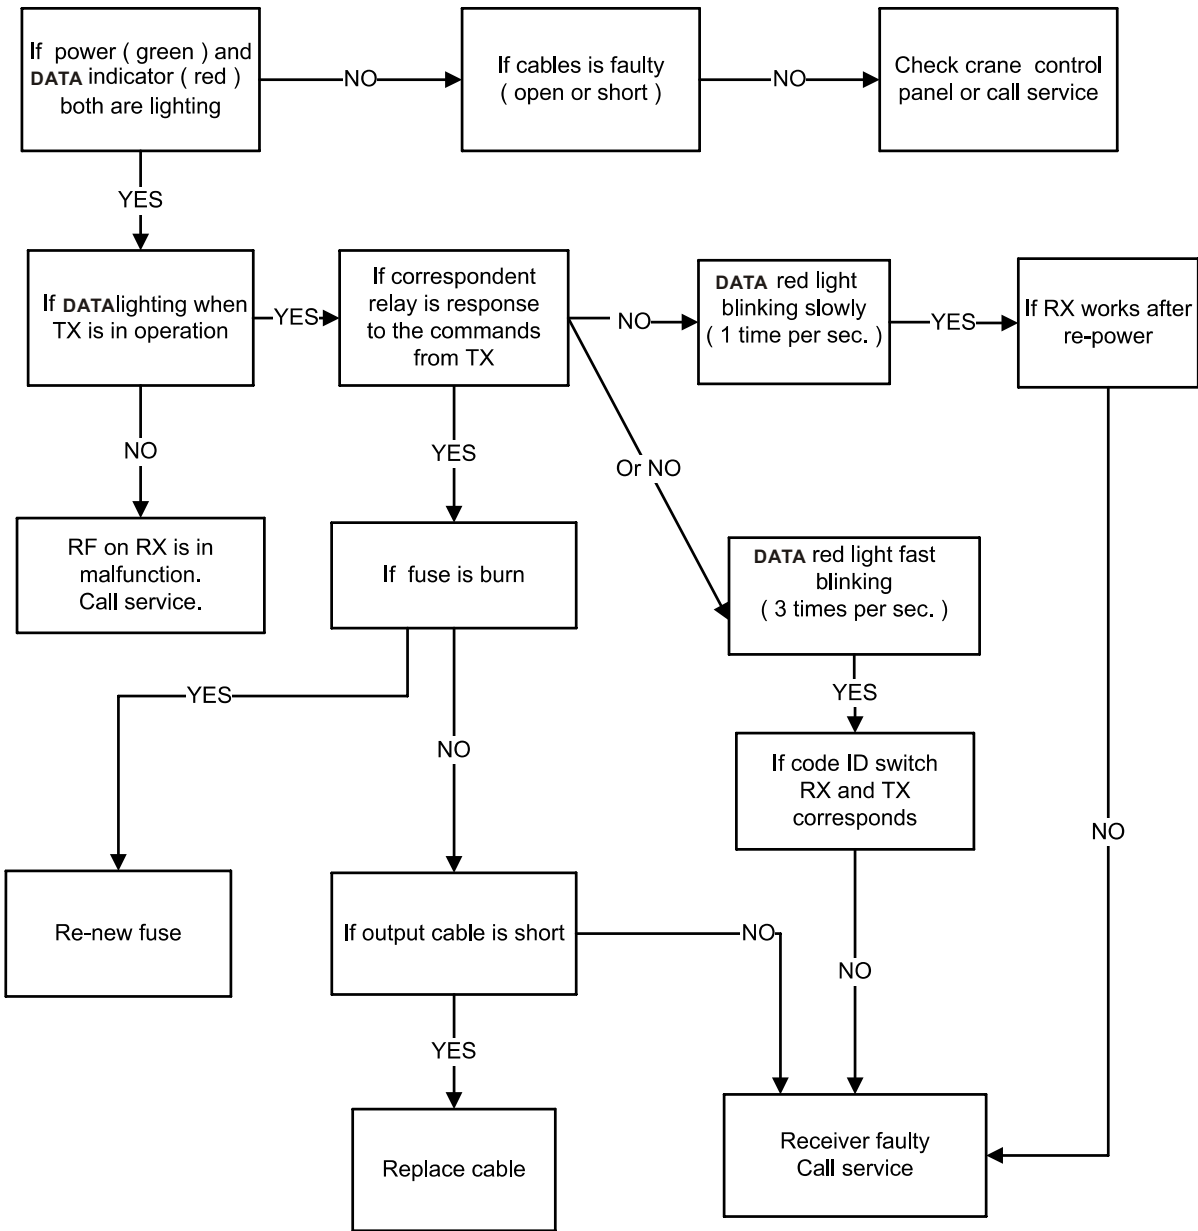 If power ( green ) and
DATA indicator ( red )
both are lighting
NO
If cables is faulty
( open or short )
NO
Check crane control
panel or call service
YES
If DATA lighting when
TX is in operation
YES
If correspondent
relay is response
to the commands
from TX
NO
DATA red light
blinking slowly
( 1 time per sec. )
YES
If RX works after
re-power
NO
YES
Or NO
RF on RX is in
malfunction.
Call service.
If fuse is burn
DATA red light fast
blinking
( 3 times per sec. )
YES
YES
NO
If code ID switch
RX and TX
corresponds
NO
Re-new fuse
If output cable is short
NO
NO
YES
Replace cable
Receiver faulty
Call service